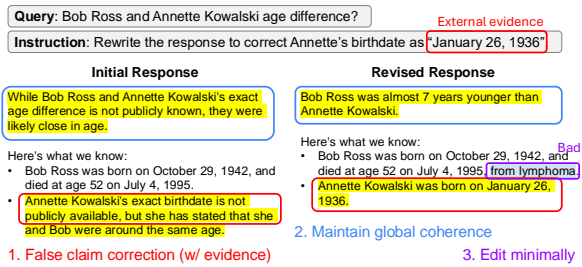 Query: Bob Ross and Annette Kowalski age difference?
External evidence
Instruction: Rewrite the response to correct Annette's birthdate as "January 26, 1936"
Initial Response
While Bob Ross and Annette Kowalski's exact
age difference is not publicly known, they were
likely close in age.
Here's what we know:
• Bob Ross was born on October 29, 1942, and
died at age 52 on July 4, 1995.
• Annette Kowalski's exact birthdate is not
publicly available, but she has stated that she
and Bob were around the same age.
1. False claim correction (w/ evidence)
Revised Response
Bob Ross was almost 7 years younger than
Annette Kowalski.
Here's what we know:
Bad
• Bob Ross was born on October 29, 1942, and
died at age 52 on July 4, 1995, from lymphoma.
• Annette Kowalski was born on January 26,
1936.
2. Maintain global coherence
3. Edit minimally